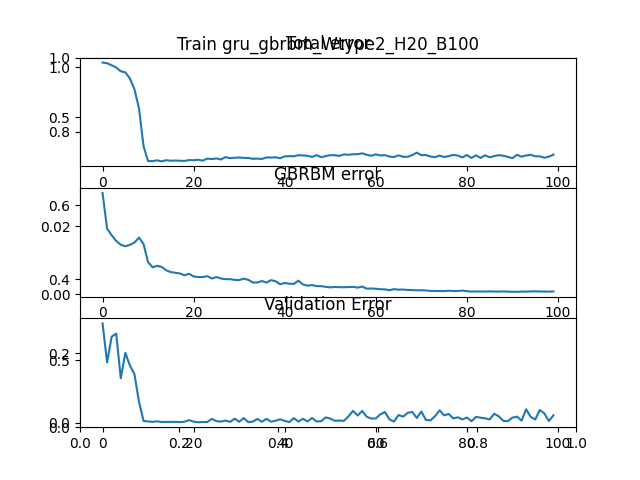 Train gru_gbrbm_Wtype2_H20_B100
Total error
1.0
1.0
0.5
0.8
0 20 40 60 80 100
GBRBM error
0.6
0.02
0.4
0.00
0 20 40 60 80 100
Validation Error
0.2
0.5
0.0
0.0
0 20 40 60 80 100
0.0 0.2 0.4 0.6 0.8 1.0